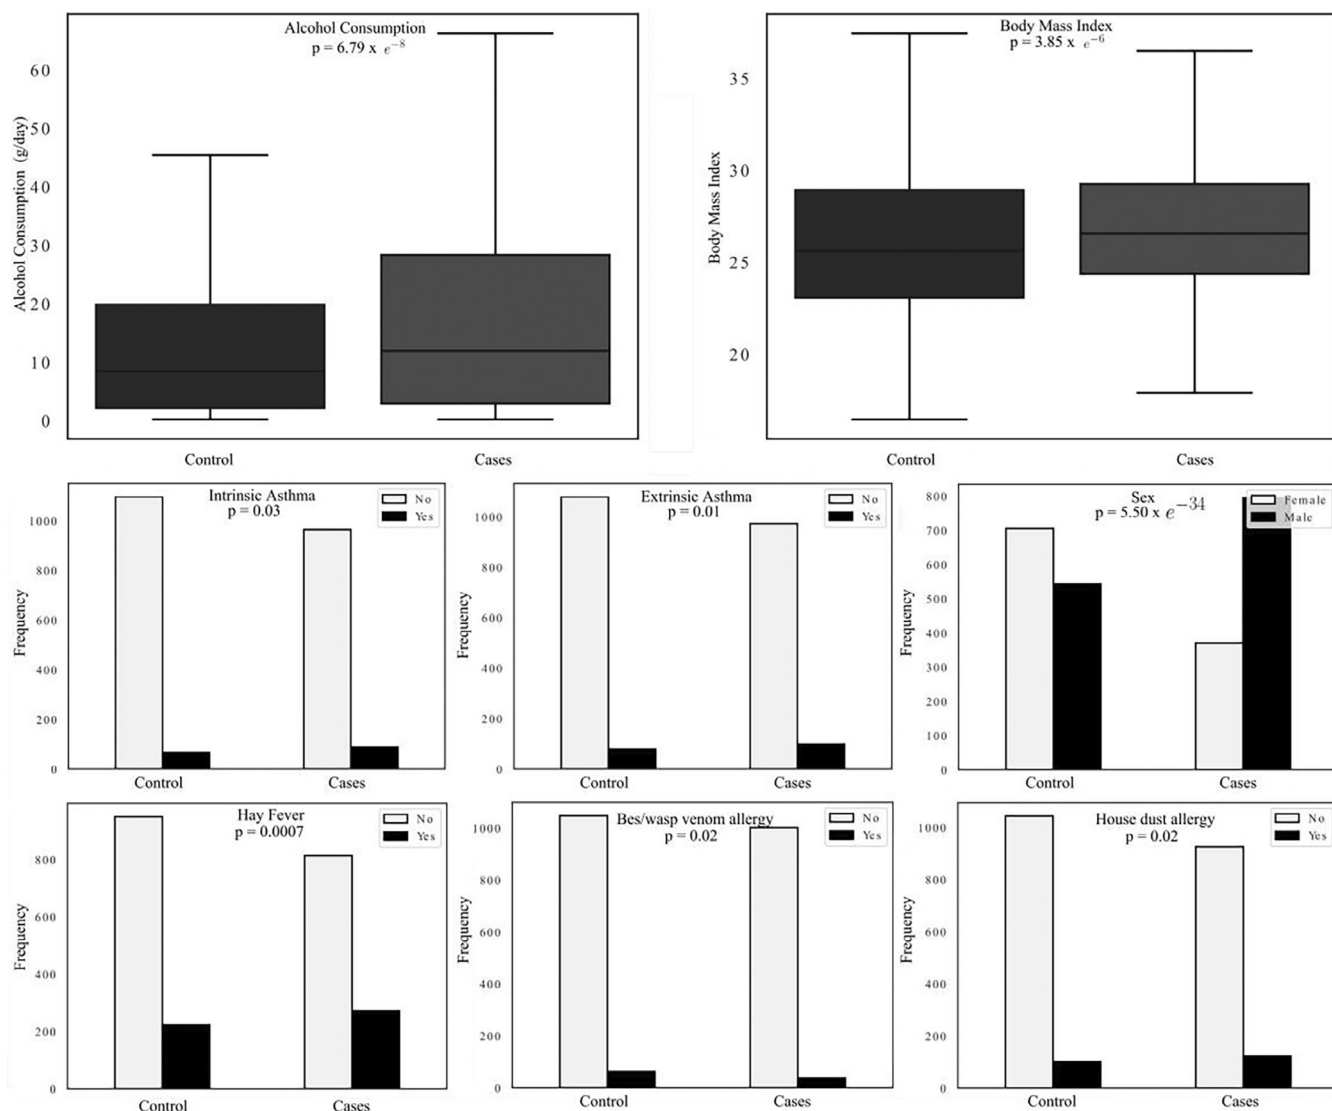 Alcohol Consumption
p = 6.79 x e−8
Alcohol Consumption (g/day)
60
50
40
30
20
10
0
Control
Cases
Body Mass Index
p = 3.85 x e−6
Body Mass Index
35
30
25
20
Control
Cases
Intrinsic Asthma
p = 0.03
No
Yes
Frequency
1000
800
600
400
200
0
Control
Cases
Extrinsic Asthma
p = 0.01
No
Yes
Frequency
1000
800
600
400
200
0
Control
Cases
Sex
p = 5.50 x e−34
Female
Male
Frequency
800
700
600
500
400
300
200
100
0
Control
Cases
Hay Fever
p = 0.0007
No
Yes
Frequency
800
600
400
200
0
Control
Cases
Bes/wasp venom allergy
p = 0.02
No
Yes
Frequency
1000
800
600
400
200
0
Control
Cases
House dust allergy
p = 0.02
No
Yes
Frequency
1000
800
600
400
200
0
Control
Cases